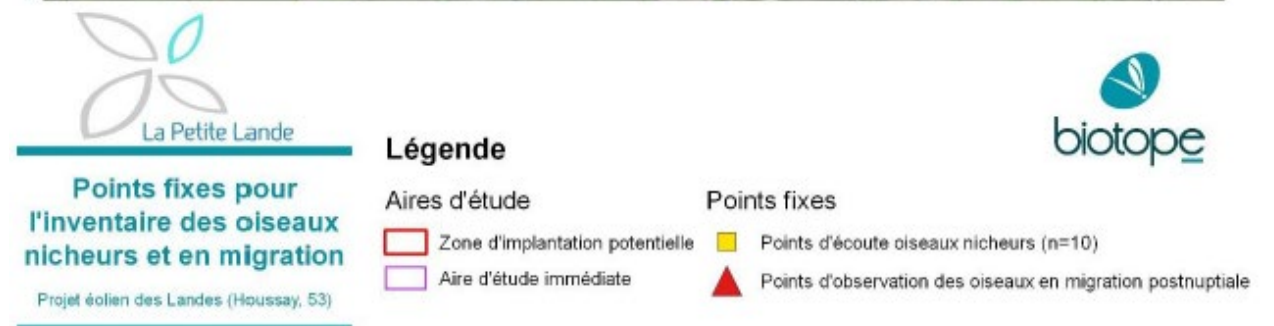 La Petite Lande
Points fixes pour
l'inventaire des oiseaux
nicheurs et en migration
Projet éolien des Landes (Houssay, 53)
Légende
Aires d'étude
Zone d'implantation potentielle
Aire d'étude immédiate
Points fixes
Points d'écoute oiseaux nicheurs (n=10)
Points d'observation des oiseaux en migration postnuptiale
biotope